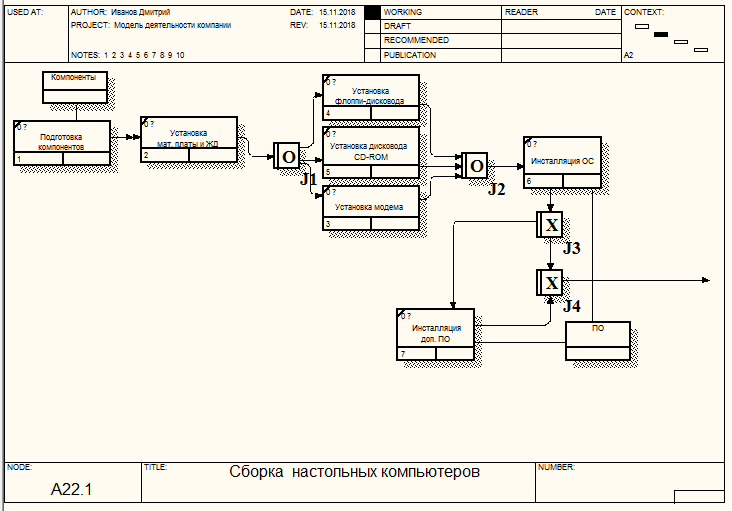 USED AT:
AUTHOR: Иванов Дмитрий
DATE: 15.11.2018
WORKING
READER
DATE
CONTEXT:
PROJECT: Модель деятельности компании
REV: 15.11.2018
DRAFT
RECOMMENDED
NOTES: 1 2 3 4 5 6 7 8 9 10
PUBLICATION
A2
Компоненты
0 ?
Подготовка
компонентов
1
0 ?
Установка
мат. платы и ЖД
2
O
J1
0 ?
Установка
флоппи-дисковода
4
0 ?
Установка дисковода
CD-ROM
5
0 ?
Установка модема
3
O
J2
0 ?
Инсталляция ОС
6
X
J3
X
J4
0 ?
Инсталляция
доп. ПО
7
ПО
NODE:
TITLE:
NUMBER:
A22.1
Сборка настольных компьютеров